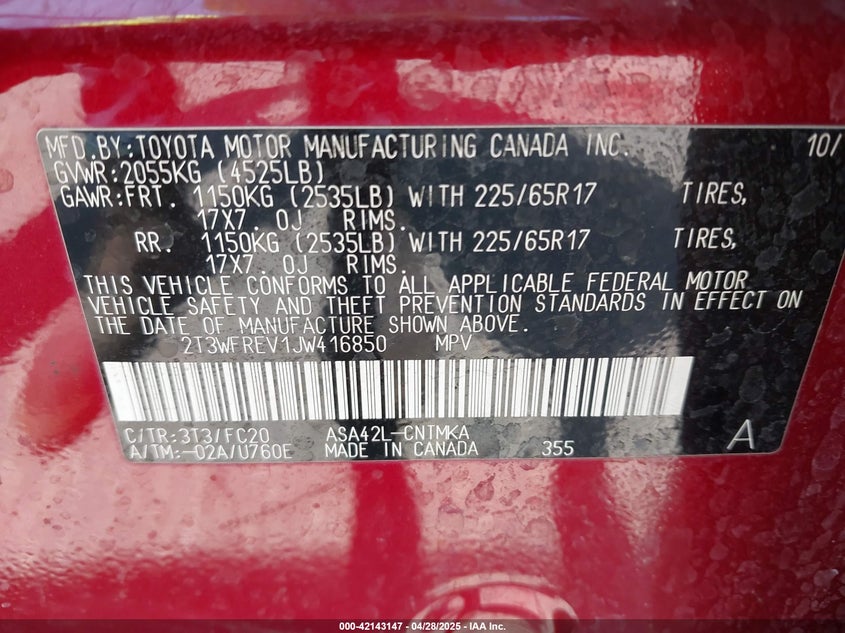 MFD.BY:TOYOTA MOTOR MANUFACTURING CANADA INC. 10/
GVWR:2055KG (4525LB)
GAWR:FRT. 1150KG (2535LB) WITH 225/65R17 TIRES,
17X7.0J RIMS.
RR. 1150KG (2535LB) WITH 225/65R17 TIRES,
17X7.0J RIMS.
THIS VEHICLE CONFORMS TO ALL APPLICABLE FEDERAL MOTOR
VEHICLE SAFETY AND THEFT PREVENTION STANDARDS IN EFFECT ON
THE DATE OF MANUFACTURE SHOWN ABOVE.
2T3WFREV1JW416850 MPV
C/TR:3T3/FC20 ASA42L-CNTMKA
A/TM:-02A/U760E MADE IN CANADA 355 A
000-42143147 | 04/28/2025 | IAA Inc.